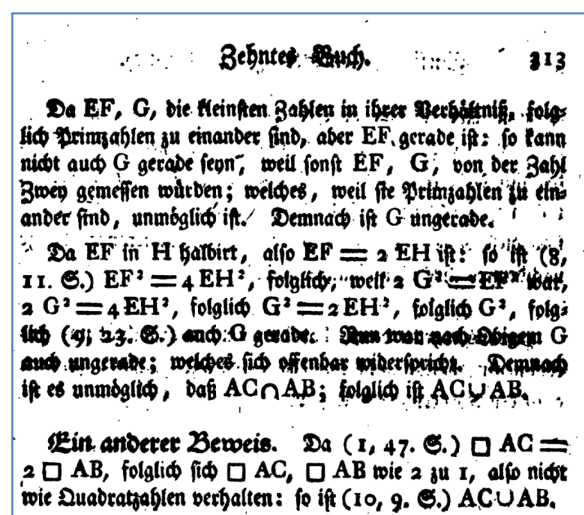 Zehntes Buch. 313
Da EF, G, die kleinsten Zahlen in ihrer Verhältniß, folg-
lich Primzahlen zu einander sind, aber EF gerade ist: so kann
nicht auch G gerade seyn, weil sonst EF, G, von der Zahl
Zwey gemessen würden; welches, weil sie Primzahlen zu ein-
ander sind, unmöglich ist. Demnach ist G ungerade.
Da EF in H halbirt, also EF = 2 EH ist: so ist (8,
11. S.) EF² = 4 EH², folglich, weil 2 G² = EF² war,
2 G² = 4 EH², folglich G² = 2 EH², folglich G², folg-
lich (9, 23. S.) auch G gerade. Nun war nach Obigem G
auch ungerade; welches sich offenbar widerspricht. Demnach
ist es unmöglich, daß AC∩AB; folglich ist AC∪AB.
Ein anderer Beweis. Da (1, 47. S.) □ AC =
2 □ AB, folglich sich □ AC, □ AB wie 2 zu 1, also nicht
wie Quadratzahlen verhalten: so ist (10, 9. S.) AC∪AB.